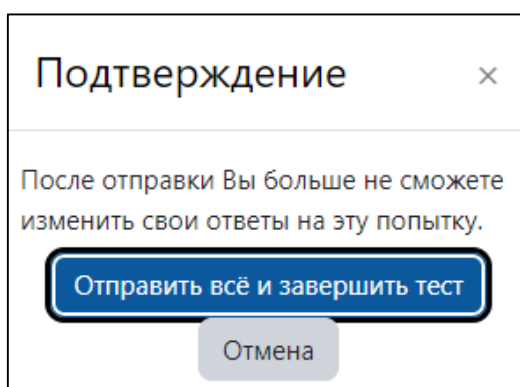 Подтверждение ×
После отправки Вы больше не сможете
изменить свои ответы на эту попытку.
Отправить всё и завершить тест
Отмена